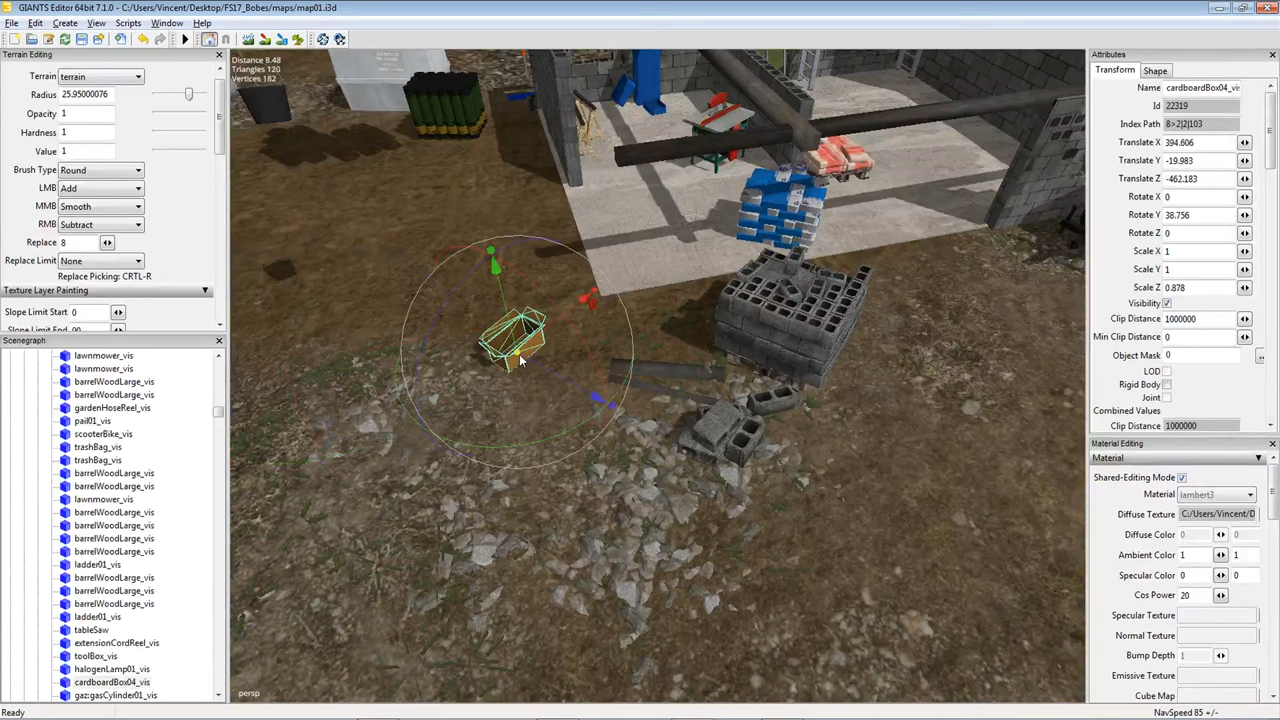 GIANTS Editor 64bit 7.1.0 - C:/Users/Vincent/Desktop/FS17_Bobes/maps/map01.i3d
File Edit View Create Scripts Window Help
Terrain Editing
Terrain terrain
Radius 25.95000076
Opacity 1
Hardness 1
Value 1
Brush Type Round
LMB Add
MMB Smooth
RMB Subtract
Replace 8
Replace Limit None
Replace Picking: CRTL-R
Texture Layer Painting
Slope Limit Start 0
Slope Limit End 90
Scenegraph
lawnmower_vis
lawnmower_vis
barrelWoodLarge_vis
barrelWoodLarge_vis
gardenHoseReel_vis
pail01_vis
scooterBike_vis
trashBag_vis
trashBag_vis
barrelWoodLarge_vis
barrelWoodLarge_vis
lawnmower_vis
barrelWoodLarge_vis
barrelWoodLarge_vis
barrelWoodLarge_vis
barrelWoodLarge_vis
ladder01_vis
barrelWoodLarge_vis
barrelWoodLarge_vis
barrelWoodLarge_vis
ladder01_vis
tableSaw
extensionCordReel_vis
toolBox_vis
halogenLamp01_vis
cardboardBox04_vis
gaz:gasCylinder01_vis
Ready
Distance 8.48
Triangles 120
Vertices 182
persp
Attributes
Transform Shape
Name cardboardBox04_vis
Id 22319
Index Path 8>2|2|103
Translate X 394.606
Translate Y -19.983
Translate Z -462.183
Rotate X 0
Rotate Y 38.756
Rotate Z 0
Scale X 1
Scale Y 1
Scale Z 0.878
Visibility
Clip Distance 1000000
Min Clip Distance 0
Object Mask 0
LOD
Rigid Body
Joint
Combined Values
Clip Distance 1000000
Material Editing
Material
Shared-Editing Mode
Material lambert3
Diffuse Texture C:/Users/Vincent/D
Diffuse Color 0 0
Ambient Color 1 1
Specular Color 0 0
Cos Power 20
Specular Texture
Normal Texture
Bump Depth 1
Emissive Texture
Cube Map
NavSpeed 85 +/-